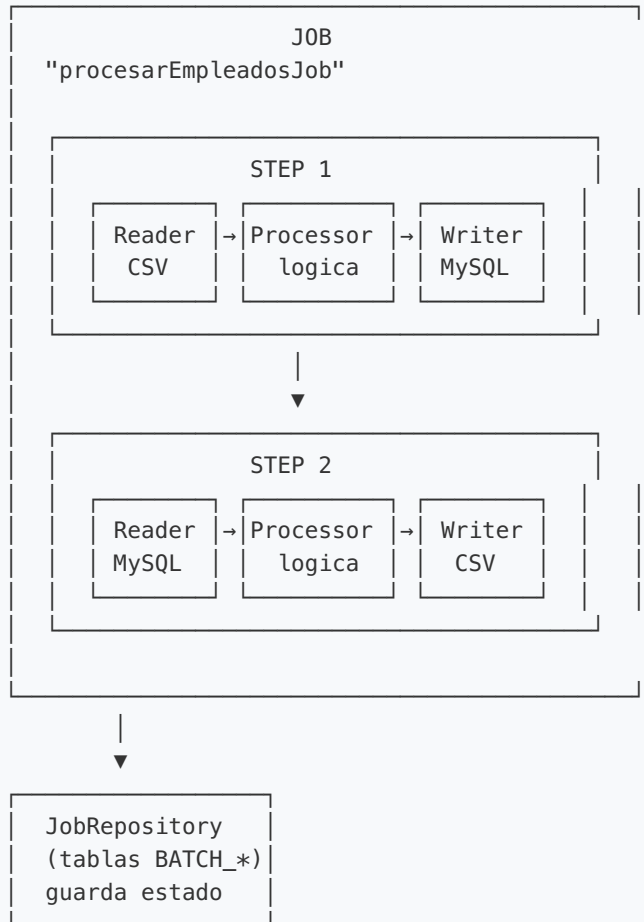 JOB
"procesarEmpleadosJob"
STEP 1
Reader → Processor → Writer
CSV logica MySQL
STEP 2
Reader → Processor → Writer
MySQL logica CSV
JobRepository
(tablas BATCH_*)
guarda estado